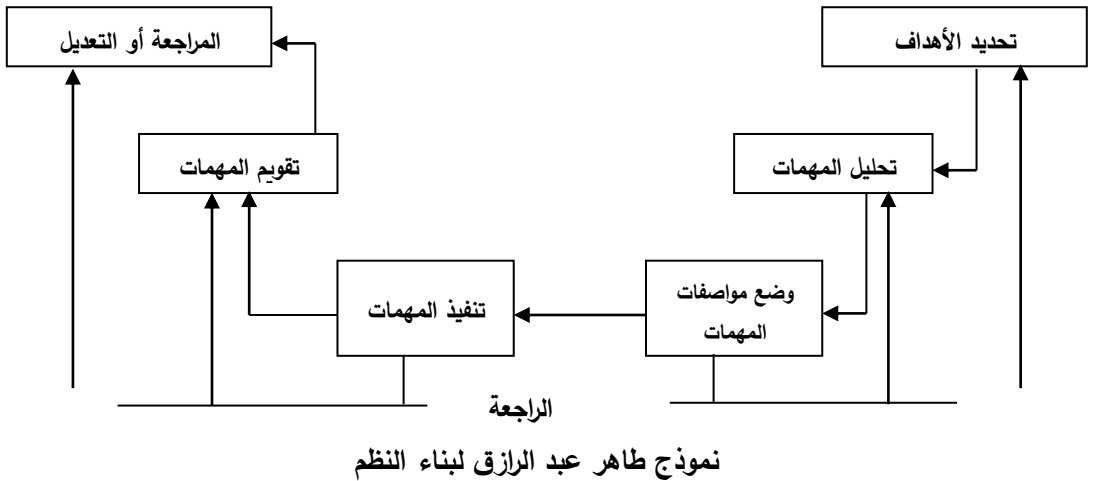 تحديد الأهداف
المراجعة أو التعديل
تحليل المهمات
تقويم المهمات
وضع مواصفات
المهمات
تنفيذ المهمات
الراجعة
نموذج طاهر عبد الرازق لبناء النظم